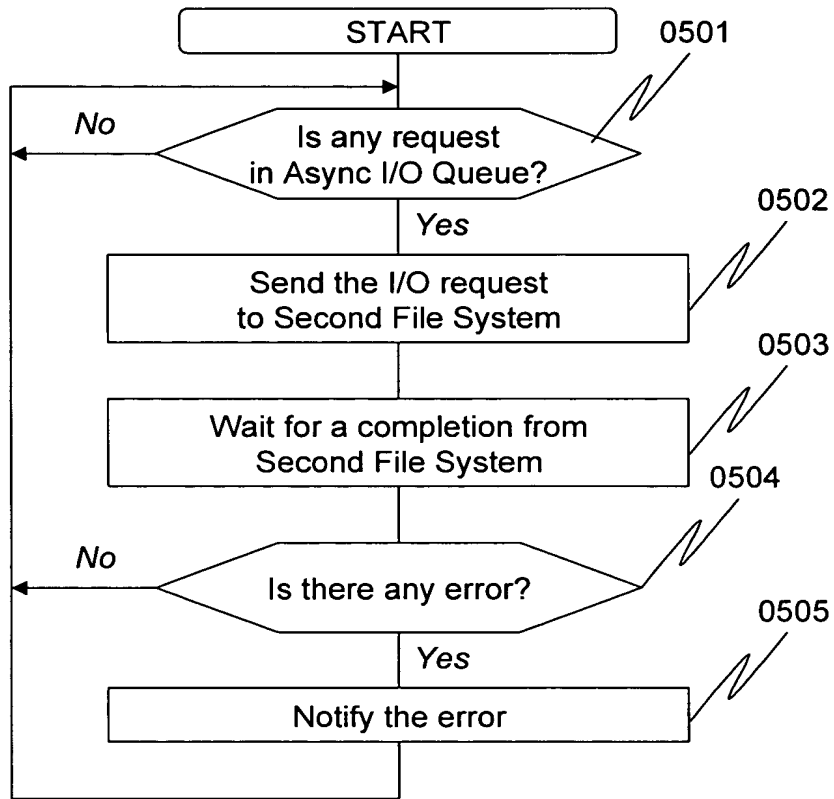 START
0501
No
Is any request
in Async I/O Queue?
Yes
0502
Send the I/O request
to Second File System
0503
Wait for a completion from
Second File System
0504
No
Is there any error?
0505
Yes
Notify the error